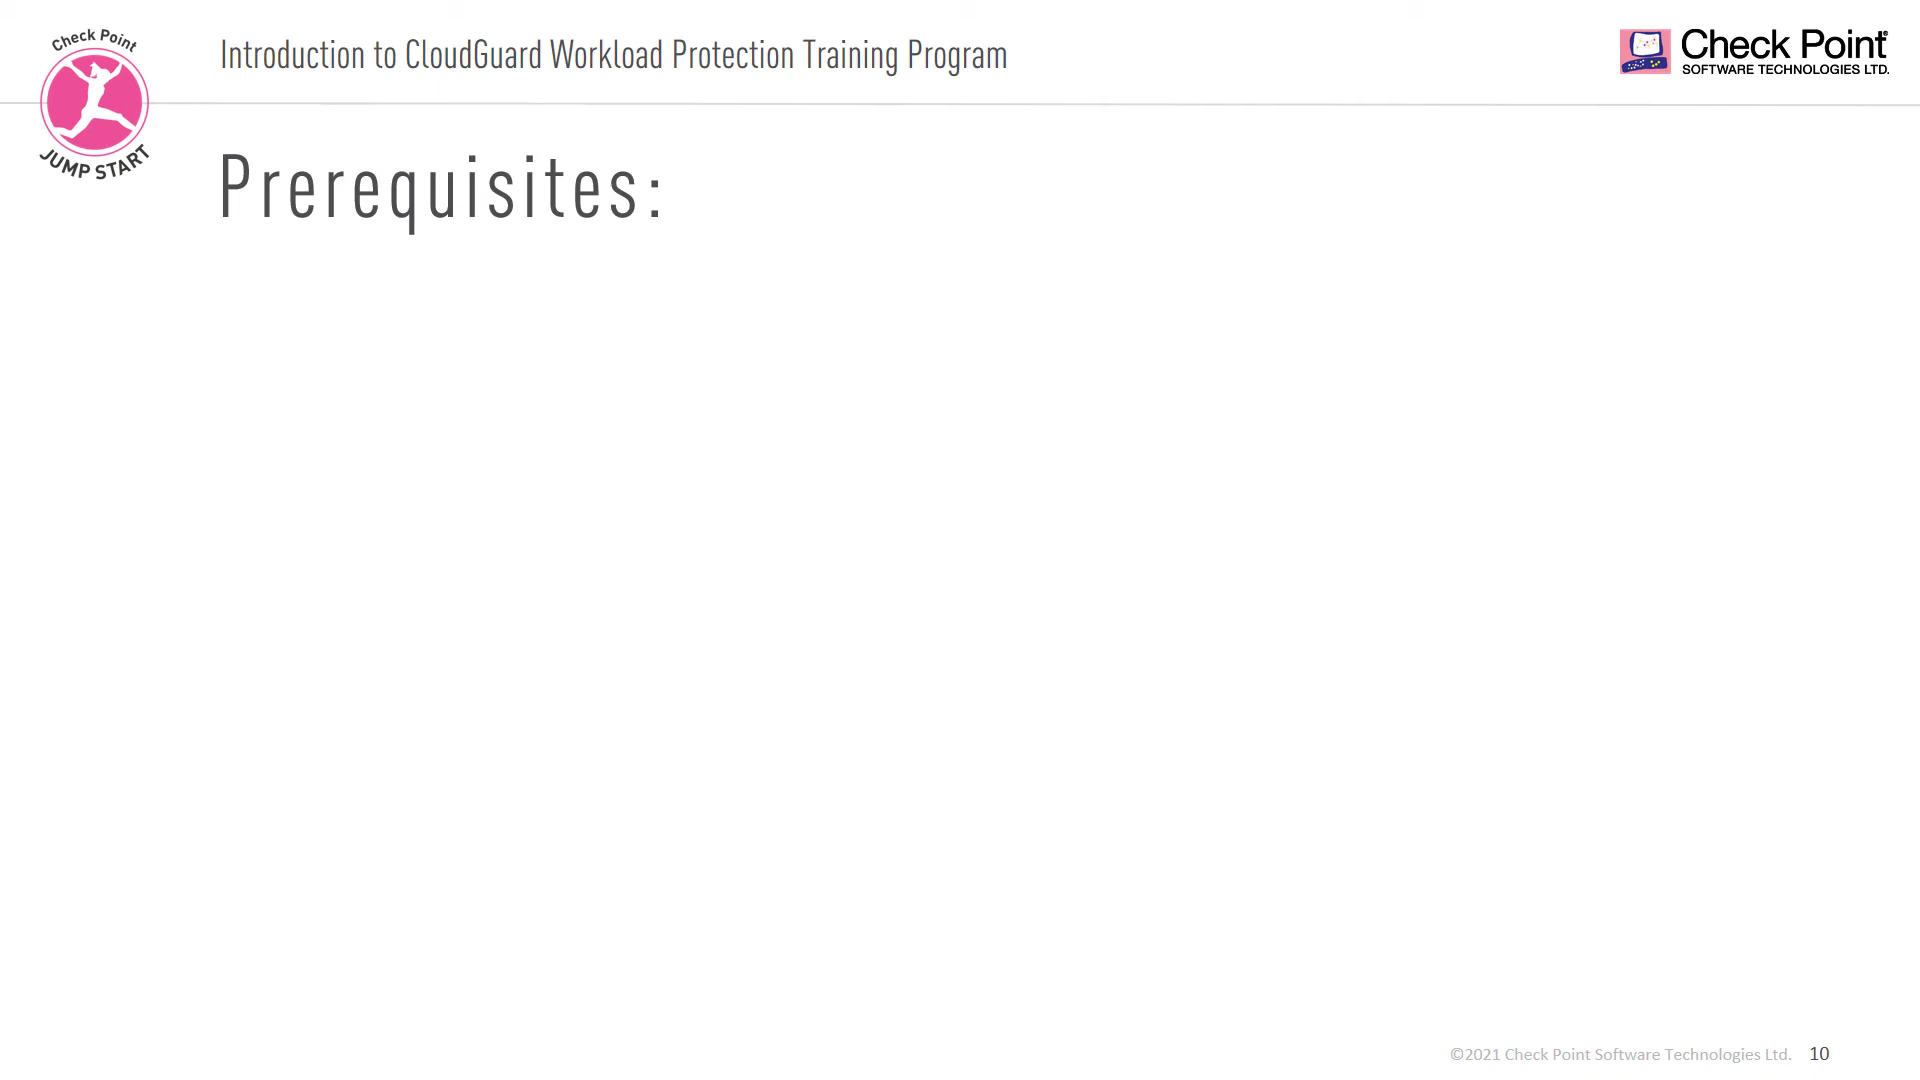 Check Point
JUMP START
Introduction to CloudGuard Workload Protection Training Program
Check Point®
SOFTWARE TECHNOLOGIES LTD.
Prerequisites:
©2021 Check Point Software Technologies Ltd. 10